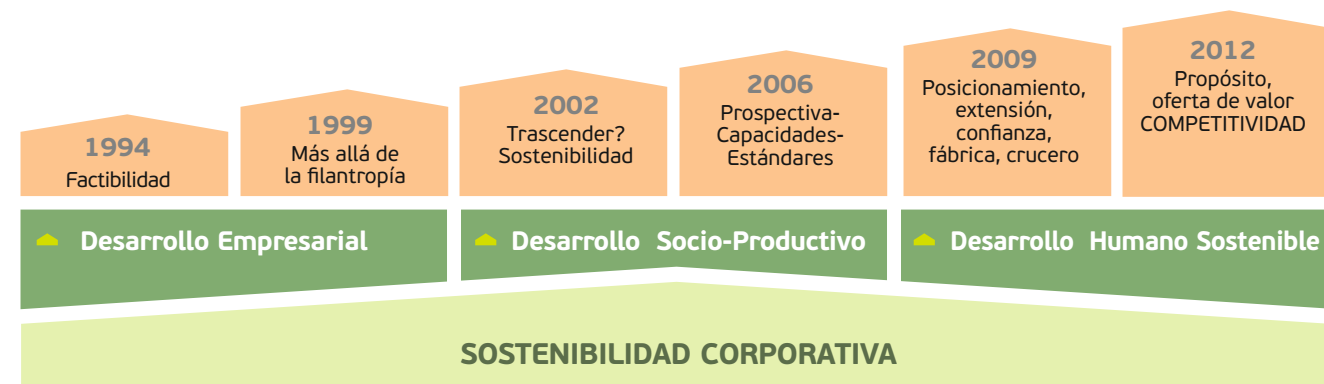 1994
Factibilidad
1999
Más allá de
la filantropía
2002
Trascender?
Sostenibilidad
2006
Prospectiva-
Capacidades-
Estándares
2009
Posicionamiento,
extensión,
confianza,
fábrica, crucero
2012
Propósito,
oferta de valor
COMPETITIVIDAD
Desarrollo Empresarial
Desarrollo Socio-Productivo
Desarrollo Humano Sostenible
SOSTENIBILIDAD CORPORATIVA